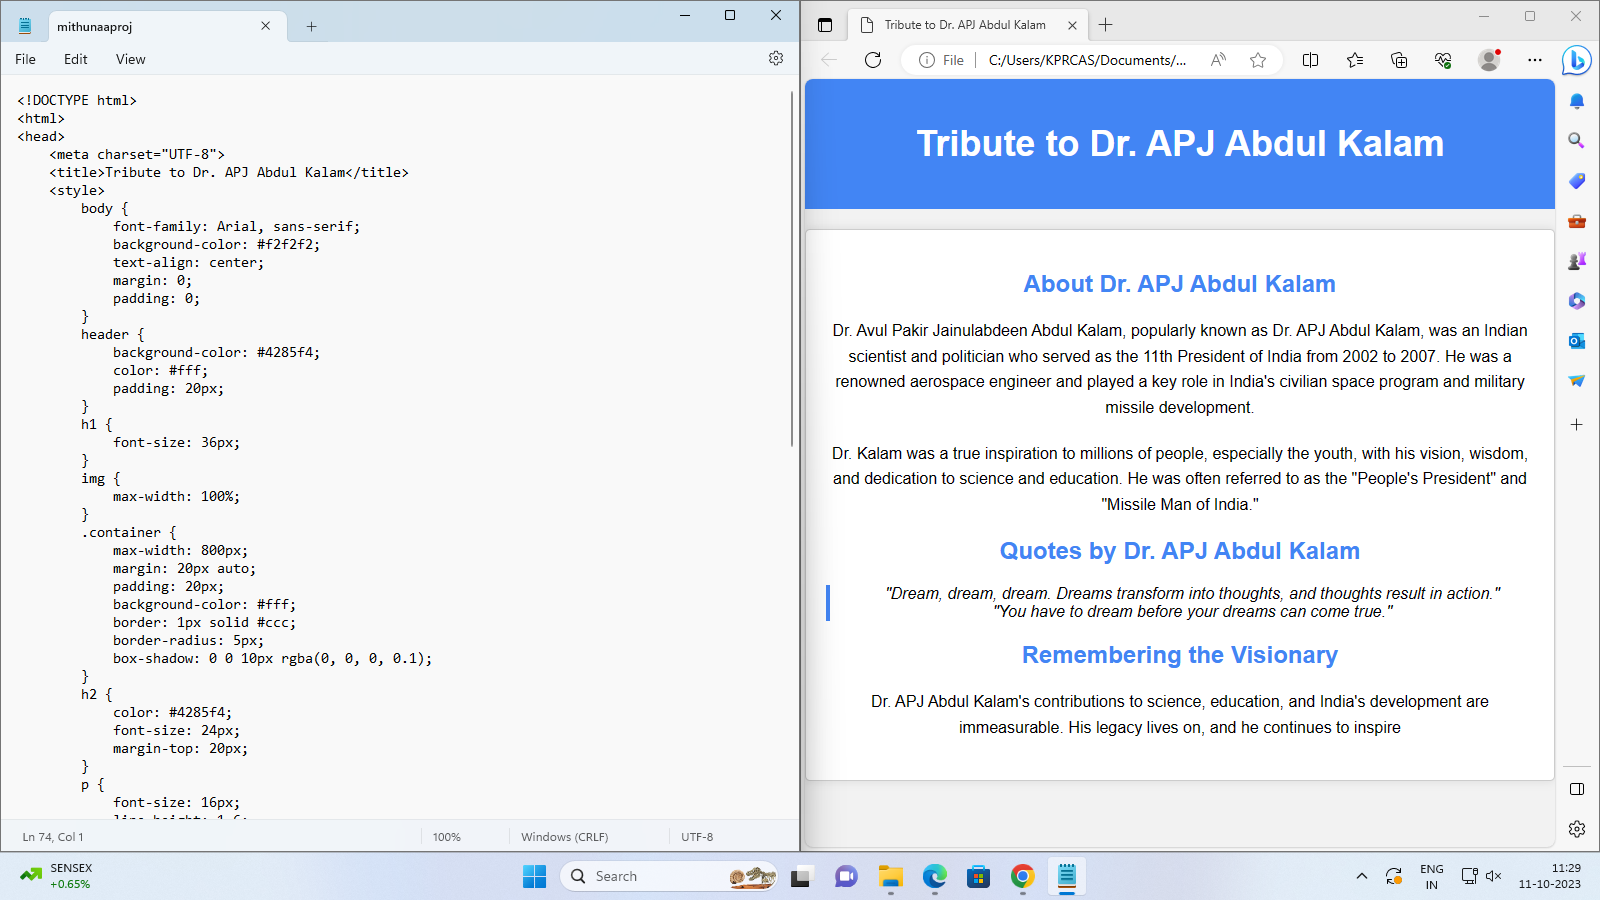 mithunaaproj
File Edit View
<!DOCTYPE html>
<html>
<head>
<meta charset="UTF-8">
<title>Tribute to Dr. APJ Abdul Kalam</title>
<style>
body {
font-family: Arial, sans-serif;
background-color: #f2f2f2;
text-align: center;
margin: 0;
padding: 0;
}
header {
background-color: #4285f4;
color: #fff;
padding: 20px;
}
h1 {
font-size: 36px;
}
img {
max-width: 100%;
}
.container {
max-width: 800px;
margin: 20px auto;
padding: 20px;
background-color: #fff;
border: 1px solid #ccc;
border-radius: 5px;
box-shadow: 0 0 10px rgba(0, 0, 0, 0.1);
}
h2 {
color: #4285f4;
font-size: 24px;
margin-top: 20px;
}
p {
font-size: 16px;
Ln 74, Col 1 100% Windows (CRLF) UTF-8
Tribute to Dr. APJ Abdul Kalam
File C:/Users/KPRCAS/Documents/...
Tribute to Dr. APJ Abdul Kalam
About Dr. APJ Abdul Kalam
Dr. Avul Pakir Jainulabdeen Abdul Kalam, popularly known as Dr. APJ Abdul Kalam, was an Indian
scientist and politician who served as the 11th President of India from 2002 to 2007. He was a
renowned aerospace engineer and played a key role in India's civilian space program and military
missile development.
Dr. Kalam was a true inspiration to millions of people, especially the youth, with his vision, wisdom,
and dedication to science and education. He was often referred to as the "People's President" and
"Missile Man of India."
Quotes by Dr. APJ Abdul Kalam
"Dream, dream, dream. Dreams transform into thoughts, and thoughts result in action."
"You have to dream before your dreams can come true."
Remembering the Visionary
Dr. APJ Abdul Kalam's contributions to science, education, and India's development are
immeasurable. His legacy lives on, and he continues to inspire
SENSEX
+0.65%
Search
ENG
IN
11:29
11-10-2023